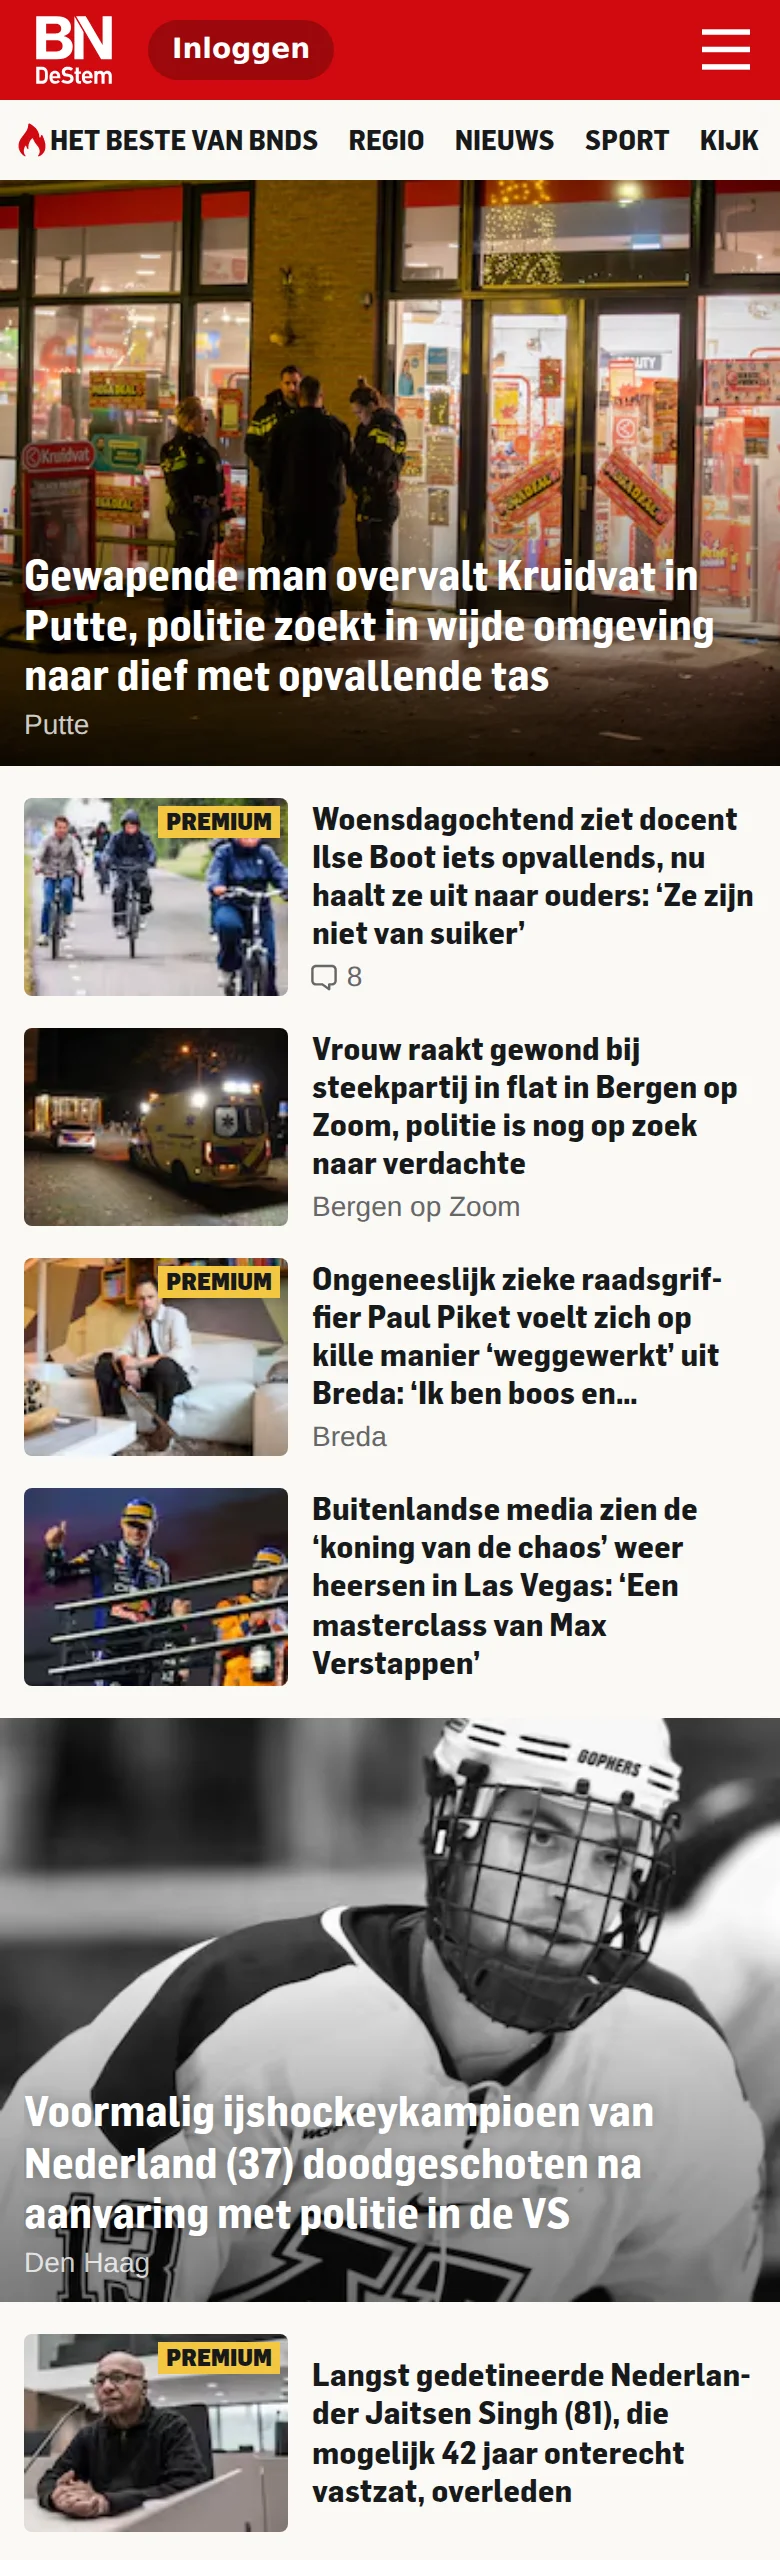 BN
DeStem
Inloggen
HET BESTE VAN BNDS
REGIO
NIEUWS
SPORT
KIJK
Kruidvat
MEGA DEAL
Gewapende man overvalt Kruidvat in
Putte, politie zoekt in wijde omgeving
naar dief met opvallende tas
Putte
PREMIUM
Woensdagochtend ziet docent
Ilse Boot iets opvallends, nu
haalt ze uit naar ouders: ‘Ze zijn
niet van suiker’
8
Vrouw raakt gewond bij
steekpartij in flat in Bergen op
Zoom, politie is nog op zoek
naar verdachte
Bergen op Zoom
PREMIUM
Ongeneeslijk zieke raadsgrif-
fier Paul Piket voelt zich op
kille manier ‘weggewerkt’ uit
Breda: ‘Ik ben boos en...
Breda
Buitenlandse media zien de
‘koning van de chaos’ weer
heersen in Las Vegas: ‘Een
masterclass van Max
Verstappen’
GOPHERS
Voormalig ijshockeykampioen van
Nederland (37) doodgeschoten na
aanvaring met politie in de VS
Den Haag
13
PREMIUM
Langst gedetineerde Nederlan-
der Jaitsen Singh (81), die
mogelijk 42 jaar onterecht
vastzat, overleden